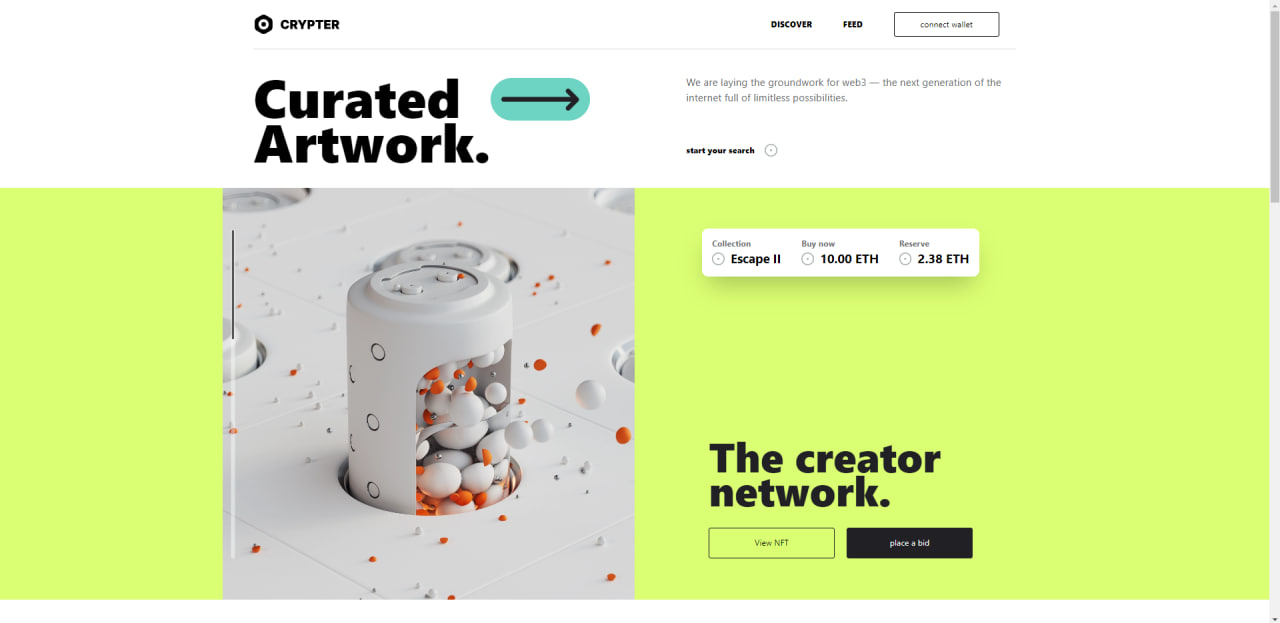 CRYPTER
DISCOVER
FEED
connect wallet
Curated
Artwork.
We are laying the groundwork for web3 — the next generation of the
internet full of limitless possibilities.
start your search
Collection
Escape II
Buy now
10.00 ETH
Reserve
2.38 ETH
The creator
network.
View NFT
place a bid